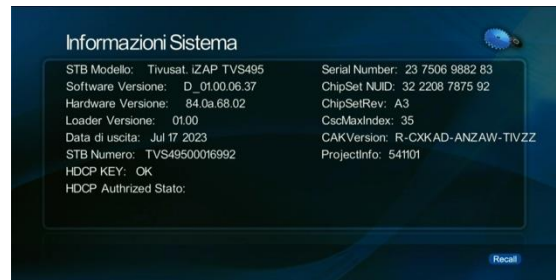 Informazioni Sistema
STB Modello: Tivusat. iZAP TVS495
Software Versione: D_01.00.06.37
Hardware Versione: 84.0a.68.02
Loader Versione: 01.00
Data di uscita: Jul 17 2023
STB Numero: TVS49500016992
HDCP KEY: OK
HDCP Authrized Stato:
Serial Number: 23 7506 9882 83
ChipSet NUID: 32 2208 7875 92
ChipSetRev: A3
CscMaxIndex: 35
CAKVersion: R-CXKAD-ANZAW-TIVZZ
ProjectInfo: 541101
Recall